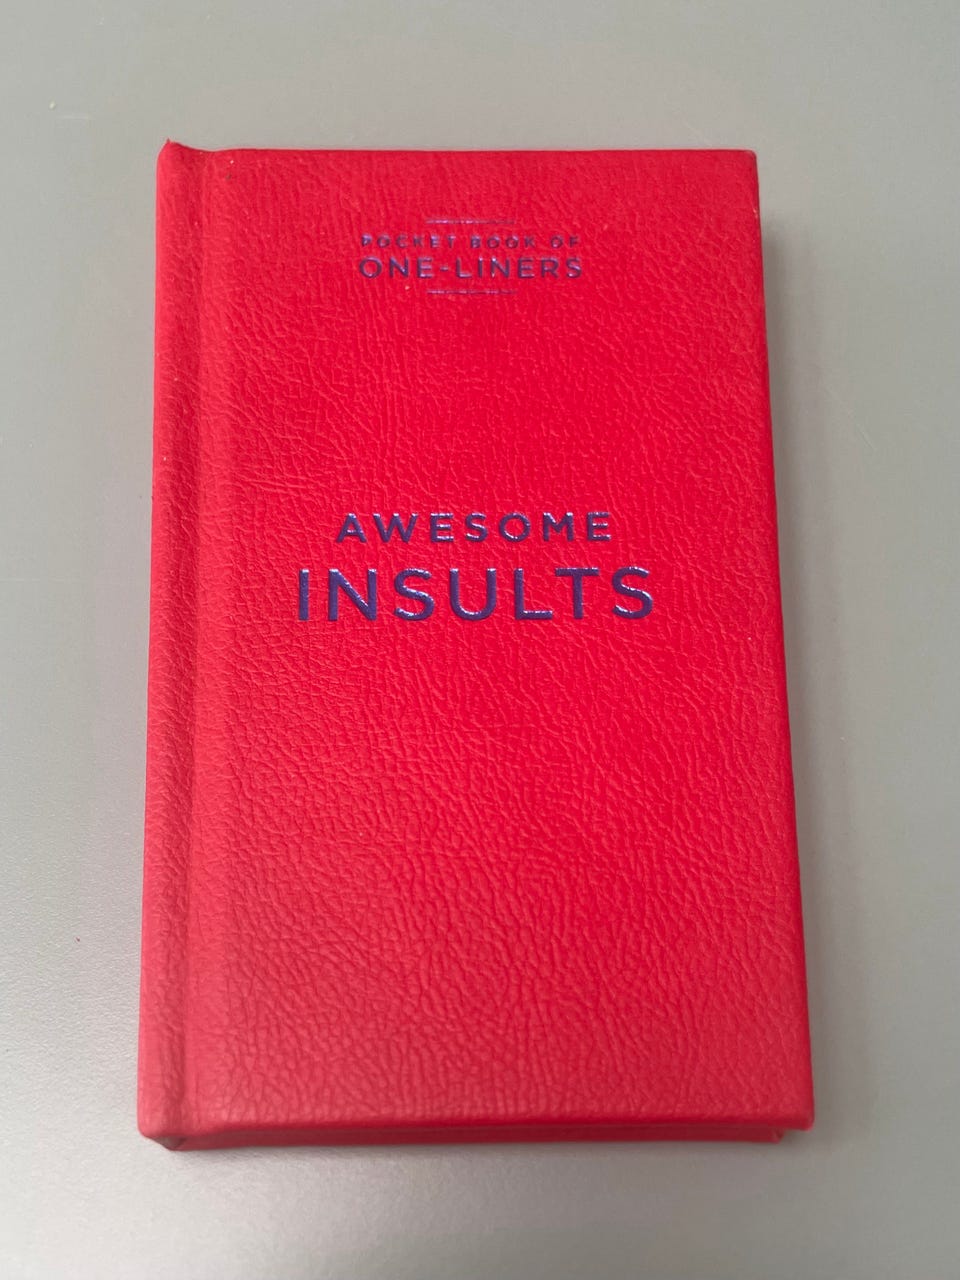 POCKET BOOK OF
ONE-LINERS
AWESOME
INSULTS